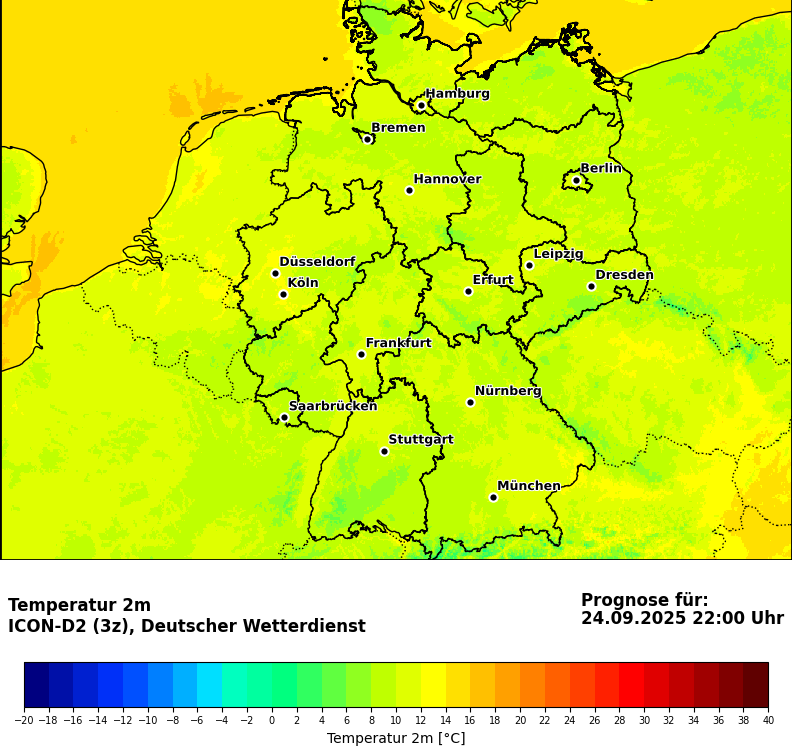 Hamburg
Bremen
Berlin
Hannover
Leipzig
Düsseldorf
Dresden
Köln
Erfurt
Frankfurt
Nürnberg
Saarbrücken
Stuttgart
München
Temperatur 2m
ICON-D2 (3z), Deutscher Wetterdienst
Prognose für:
24.09.2025 22:00 Uhr
−20 −18 −16 −14 −12 −10 −8 −6 −4 −2 0 2 4 6 8 10 12 14 16 18 20 22 24 26 28 30 32 34 36 38 40
Temperatur 2m [°C]